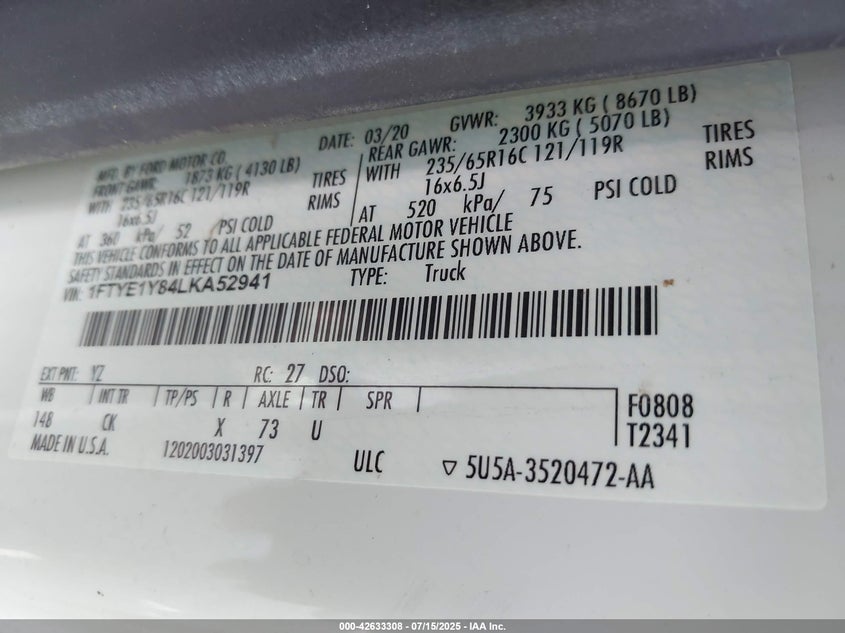 MFD. BY FORD MOTOR CO. DATE: 03/20 GVWR: 3933 KG ( 8670 LB)
FRONT GAWR: 1873 KG ( 4130 LB) REAR GAWR: 2300 KG ( 5070 LB)
WITH 235/65R16C 121/119R TIRES WITH 235/65R16C 121/119R TIRES
16x6.5J RIMS 16x6.5J RIMS
AT 360 kPa/ 52 PSI COLD AT 520 kPa/ 75 PSI COLD
THIS VEHICLE CONFORMS TO ALL APPLICABLE FEDERAL MOTOR VEHICLE
SAFETY STANDARDS IN EFFECT ON THE DATE OF MANUFACTURE SHOWN ABOVE.
VIN: 1FTYE1Y84LKA52941 TYPE: Truck
EXT PNT: YZ RC: 27 DSO:
WB INT TR TP/PS R AXLE TR SPR
148 CK X 73 U
F0808
T2341
MADE IN U.S.A. 1202003031397 ULC 5U5A-3520472-AA
000-42633308 - 07/15/2025 - IAA Inc.